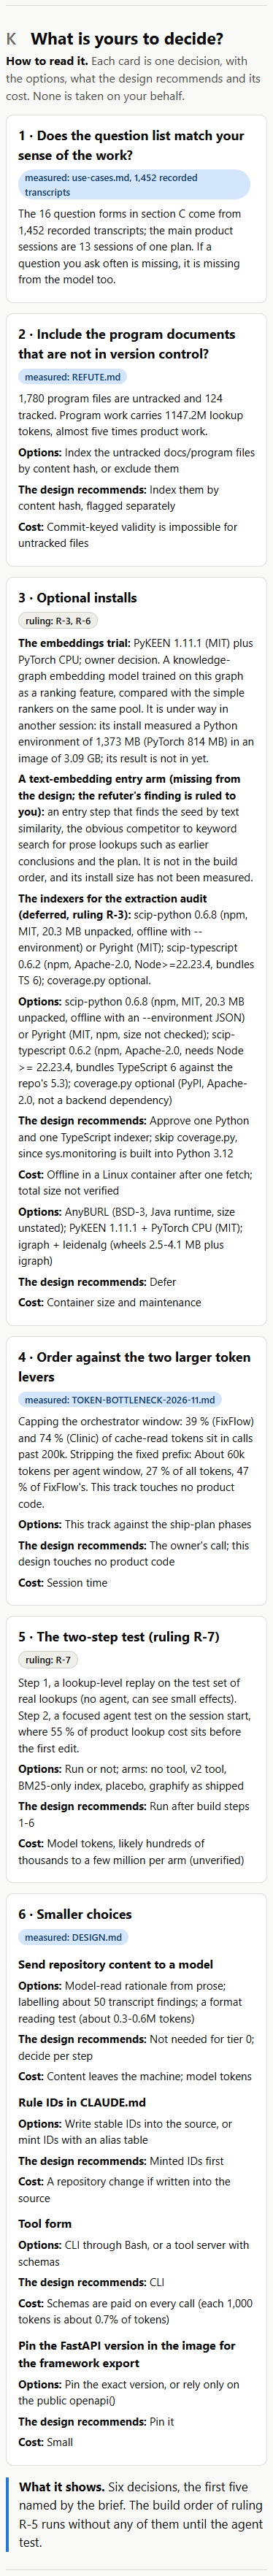 K What is yours to decide?
How to read it. Each card is one decision, with
the options, what the design recommends and its
cost. None is taken on your behalf.
1 · Does the question list match your
sense of the work?
measured: use-cases.md, 1,452 recorded
transcripts
The 16 question forms in section C come from
1,452 recorded transcripts; the main product
sessions are 13 sessions of one plan. If a
question you ask often is missing, it is missing
from the model too.
2 · Include the program documents
that are not in version control?
measured: REFUTE.md
1,780 program files are untracked and 124
tracked. Program work carries 1147.2M lookup
tokens, almost five times product work.
Options: Index the untracked docs/program files
by content hash, or exclude them
The design recommends: Index them by
content hash, flagged separately
Cost: Commit-keyed validity is impossible for
untracked files
3 · Optional installs
ruling: R-3, R-6
The embeddings trial: PyKEEN 1.11.1 (MIT) plus
PyTorch CPU; owner decision. A knowledge-
graph embedding model trained on this graph
as a ranking feature, compared with the simple
rankers on the same pool. It is under way in
another session: its install measured a Python
environment of 1,373 MB (PyTorch 814 MB) in an
image of 3.09 GB; its result is not in yet.
A text-embedding entry arm (missing from
the design; the refuter's finding is ruled to
you): an entry step that finds the seed by text
similarity, the obvious competitor to keyword
search for prose lookups such as earlier
conclusions and the plan. It is not in the build
order, and its install size has not been measured.
The indexers for the extraction audit
(deferred, ruling R-3): scip-python 0.6.8 (npm,
MIT, 20.3 MB unpacked, offline with --
environment) or Pyright (MIT); scip-typescript
0.6.2 (npm, Apache-2.0, Node>=22.23.4, bundles
TS 6); coverage.py optional.
Options: scip-python 0.6.8 (npm, MIT, 20.3 MB
unpacked, offline with an --environment JSON)
or Pyright (MIT, npm, size not checked); scip-
typescript 0.6.2 (npm, Apache-2.0, needs Node
>= 22.23.4, bundles TypeScript 6 against the
repo's 5.3); coverage.py optional (PyPI, Apache-
2.0, not a backend dependency)
The design recommends: Approve one Python
and one TypeScript indexer; skip coverage.py,
since sys.monitoring is built into Python 3.12
Cost: Offline in a Linux container after one fetch;
total size not verified
Options: AnyBURL (BSD-3, Java runtime, size
unstated); PyKEEN 1.11.1 + PyTorch CPU (MIT);
igraph + leidenalg (wheels 2.5-4.1 MB plus
igraph)
The design recommends: Defer
Cost: Container size and maintenance
4 · Order against the two larger token
levers
measured: TOKEN-BOTTLENECK-2026-11.md
Capping the orchestrator window: 39 % (FixFlow)
and 74 % (Clinic) of cache-read tokens sit in calls
past 200k. Stripping the fixed prefix: About 60k
tokens per agent window, 27 % of all tokens, 47
% of FixFlow's. This track touches no product
code.
Options: This track against the ship-plan phases
The design recommends: The owner's call; this
design touches no product code
Cost: Session time
5 · The two-step test (ruling R-7)
ruling: R-7
Step 1, a lookup-level replay on the test set of
real lookups (no agent, can see small effects).
Step 2, a focused agent test on the session start,
where 55 % of product lookup cost sits before
the first edit.
Options: Run or not; arms: no tool, v2 tool,
BM25-only index, placebo, graphify as shipped
The design recommends: Run after build steps
1-6
Cost: Model tokens, likely hundreds of
thousands to a few million per arm (unverified)
6 · Smaller choices
measured: DESIGN.md
Send repository content to a model
Options: Model-read rationale from prose;
labelling about 50 transcript findings; a format
reading test (about 0.3-0.6M tokens)
The design recommends: Not needed for tier 0;
decide per step
Cost: Content leaves the machine; model tokens
Rule IDs in CLAUDE.md
Options: Write stable IDs into the source, or
mint IDs with an alias table
The design recommends: Minted IDs first
Cost: A repository change if written into the
source
Tool form
Options: CLI through Bash, or a tool server with
schemas
The design recommends: CLI
Cost: Schemas are paid on every call (each 1,000
tokens is about 0.7% of tokens)
Pin the FastAPI version in the image for
the framework export
Options: Pin the exact version, or rely only on
the public openapi()
The design recommends: Pin it
Cost: Small
What it shows. Six decisions, the first five
named by the brief. The build order of ruling
R-5 runs without any of them until the agent
test.